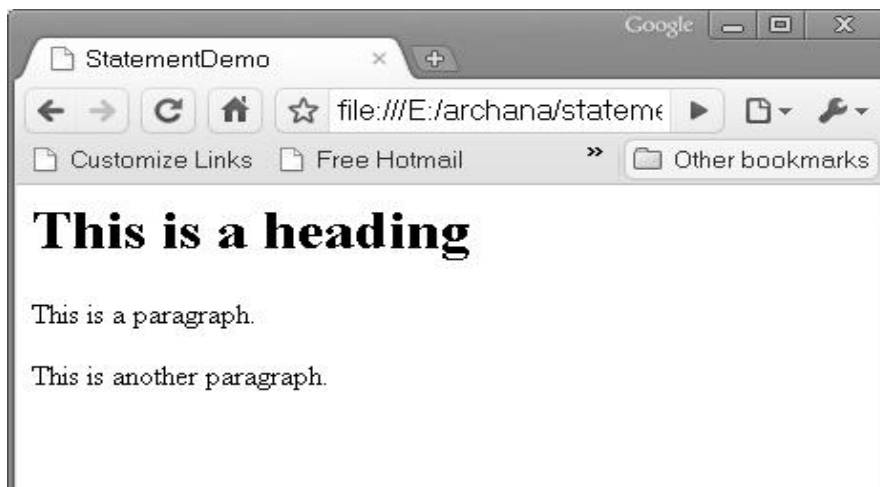 Google
StatementDemo
file:///E:/archana/stateme
Customize Links Free Hotmail » Other bookmarks
This is a heading
This is a paragraph.
This is another paragraph.